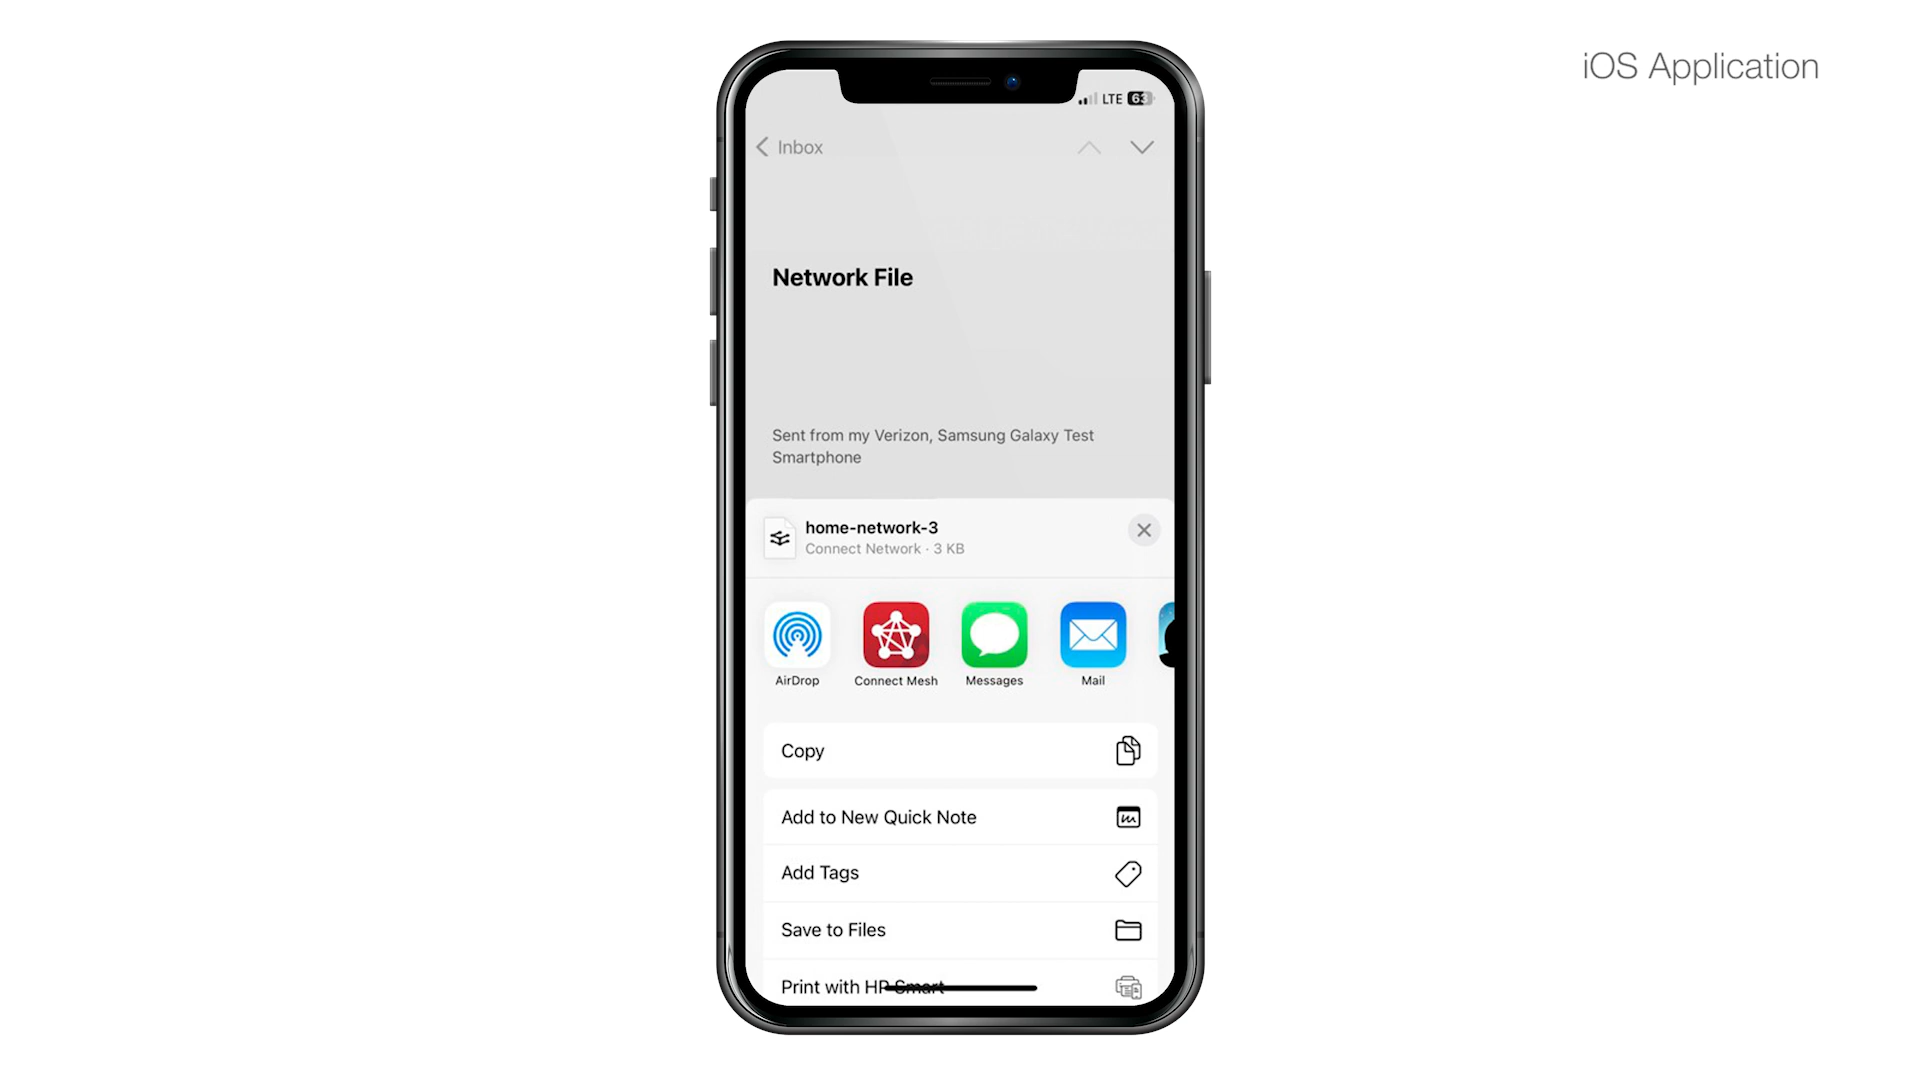 iOS Application
LTE 63
Inbox
Network File
Sent from my Verizon, Samsung Galaxy Test
Smartphone
home-network-3
Connect Network · 3 KB
AirDrop
Connect Mesh
Messages
Mail
Copy
Add to New Quick Note
Add Tags
Save to Files
Print with HP Smart